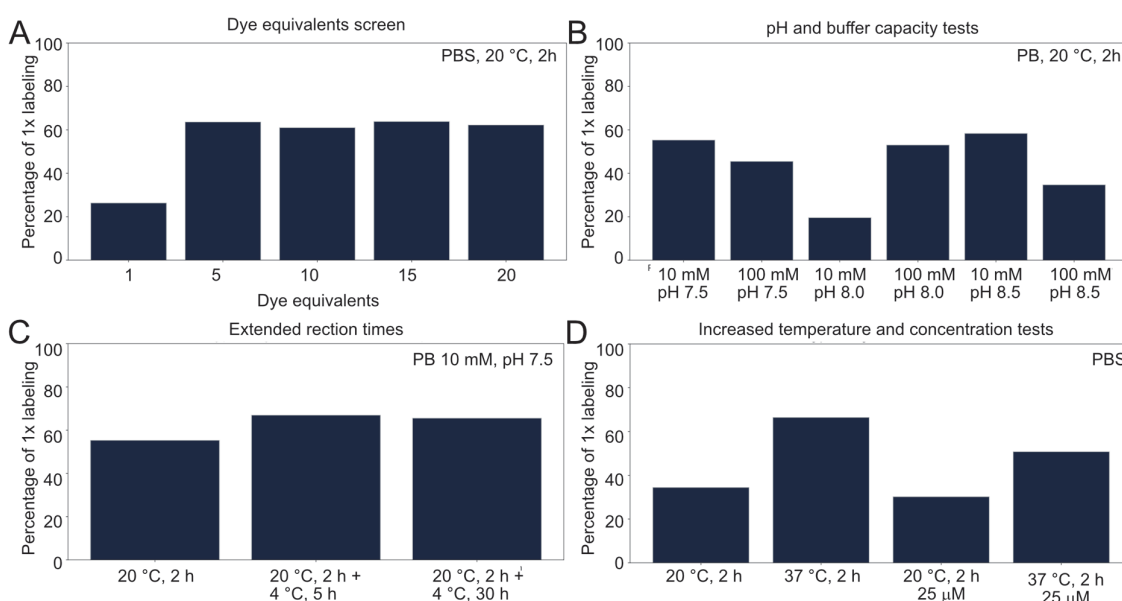 A
Dye equivalents screen
PBS, 20 °C, 2h
Percentage of 1x labeling
100
80
60
40
20
0
1 5 10 15 20
Dye equivalents
B
pH and buffer capacity tests
PB, 20 °C, 2h
Percentage of 1x labeling
100
80
60
40
20
0
10 mM 100 mM 10 mM 100 mM 10 mM 100 mM
pH 7.5 pH 7.5 pH 8.0 pH 8.0 pH 8.5 pH 8.5
C
Extended rection times
PB 10 mM, pH 7.5
Percentage of 1x labeling
100
80
60
40
20
0
20 °C, 2 h 20 °C, 2 h + 20 °C, 2 h +
4 °C, 5 h 4 °C, 30 h
D
Increased temperature and concentration tests
PBS
Percentage of 1x labeling
100
80
60
40
20
0
20 °C, 2 h 37 °C, 2 h 20 °C, 2 h 37 °C, 2 h
25 µM 25 µM